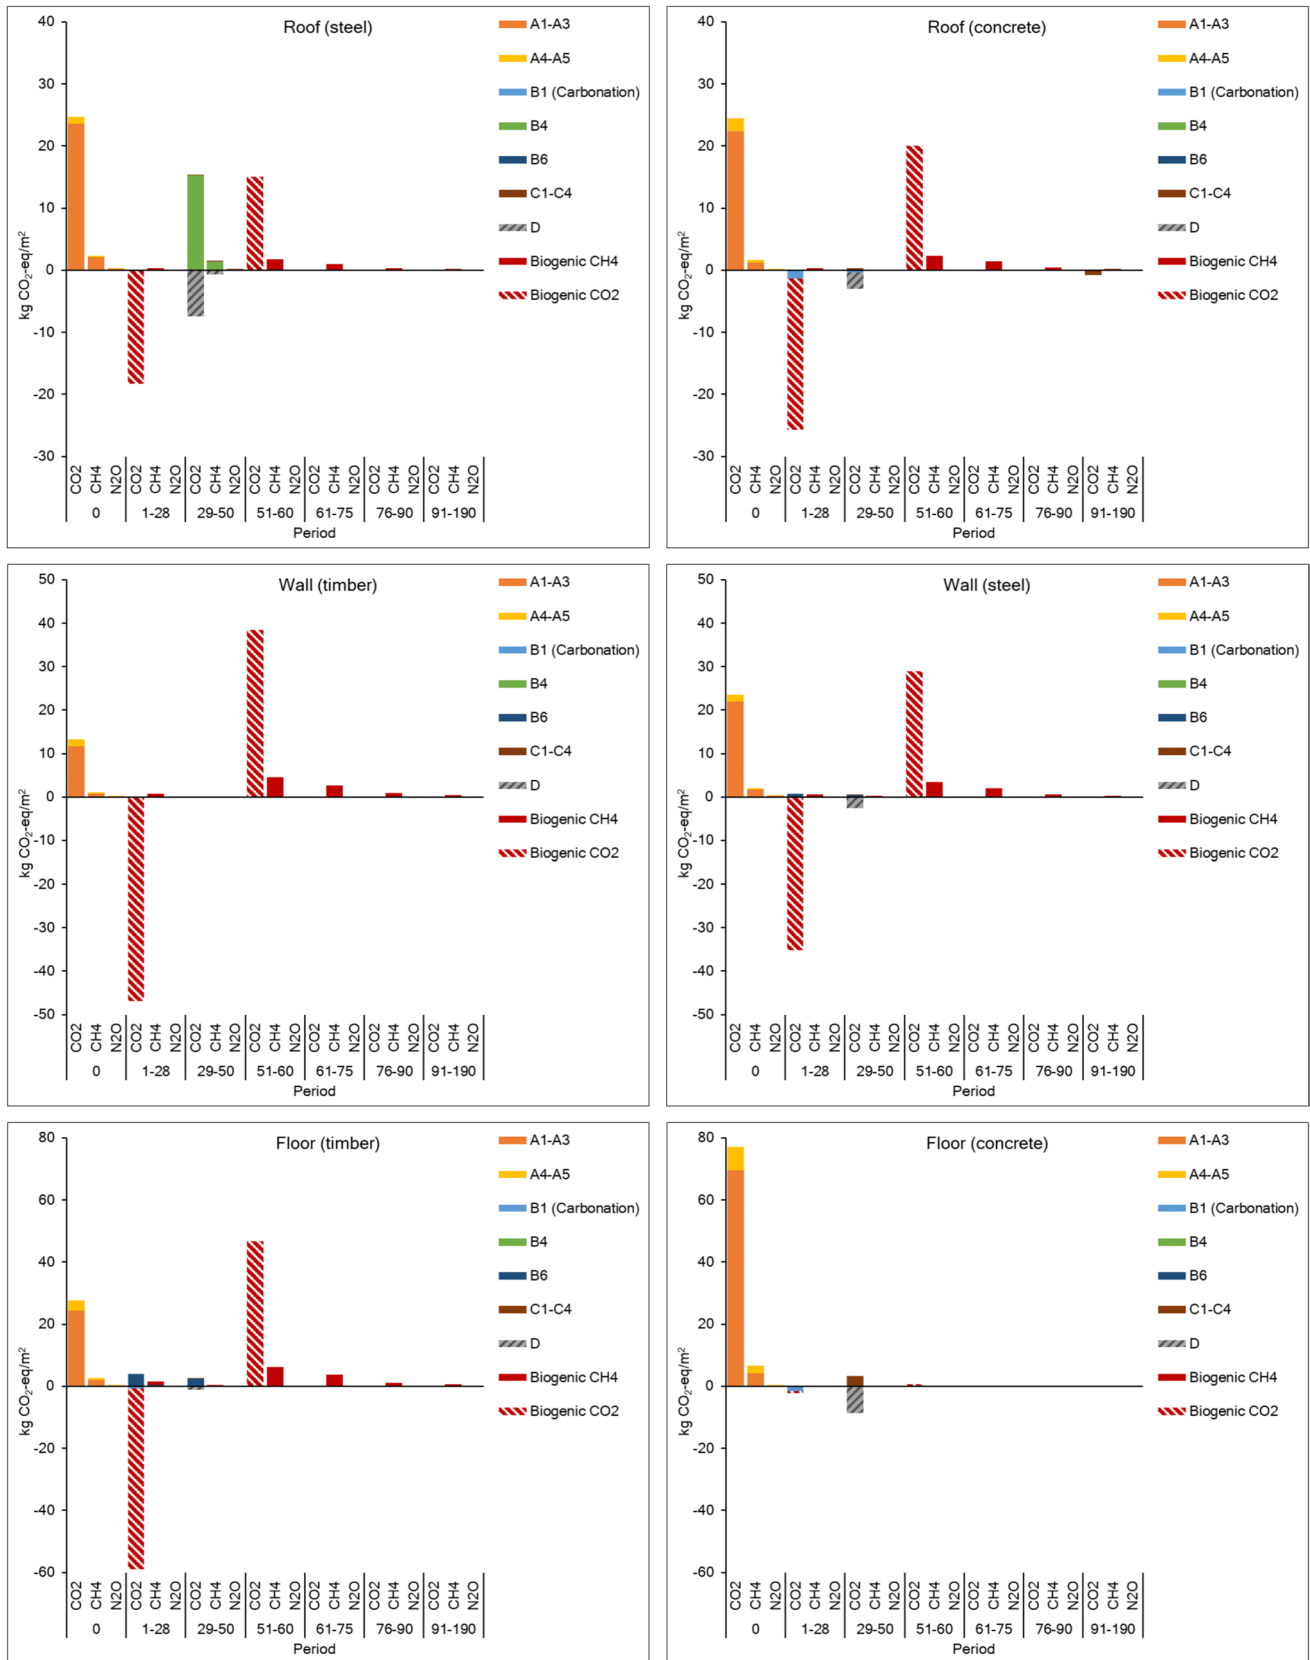 Roof (steel)
40
30
20
10
0
-10
-20
-30
kg CO₂-eq/m²
A1-A3
A4-A5
B1 (Carbonation)
B4
B6
C1-C4
D
Biogenic CH4
Biogenic CO2
CO2 CH4 N2O CO2 CH4 N2O CO2 CH4 N2O CO2 CH4 N2O CO2 CH4 N2O CO2 CH4 N2O CO2 CH4 N2O
0 1-28 29-50 51-60 61-75 76-90 91-190
Period
Roof (concrete)
40
30
20
10
0
-10
-20
-30
kg CO₂-eq/m²
A1-A3
A4-A5
B1 (Carbonation)
B4
B6
C1-C4
D
Biogenic CH4
Biogenic CO2
CO2 CH4 N2O CO2 CH4 N2O CO2 CH4 N2O CO2 CH4 N2O CO2 CH4 N2O CO2 CH4 N2O CO2 CH4 N2O
0 1-28 29-50 51-60 61-75 76-90 91-190
Period
Wall (timber)
50
40
30
20
10
0
-10
-20
-30
-40
-50
kg CO₂-eq/m²
A1-A3
A4-A5
B1 (Carbonation)
B4
B6
C1-C4
D
Biogenic CH4
Biogenic CO2
CO2 CH4 N2O CO2 CH4 N2O CO2 CH4 N2O CO2 CH4 N2O CO2 CH4 N2O CO2 CH4 N2O CO2 CH4 N2O
0 1-28 29-50 51-60 61-75 76-90 91-190
Period
Wall (steel)
50
40
30
20
10
0
-10
-20
-30
-40
-50
kg CO₂-eq/m²
A1-A3
A4-A5
B1 (Carbonation)
B4
B6
C1-C4
D
Biogenic CH4
Biogenic CO2
CO2 CH4 N2O CO2 CH4 N2O CO2 CH4 N2O CO2 CH4 N2O CO2 CH4 N2O CO2 CH4 N2O CO2 CH4 N2O
0 1-28 29-50 51-60 61-75 76-90 91-190
Period
Floor (timber)
80
60
40
20
0
-20
-40
-60
kg CO₂-eq/m²
A1-A3
A4-A5
B1 (Carbonation)
B4
B6
C1-C4
D
Biogenic CH4
Biogenic CO2
CO2 CH4 N2O CO2 CH4 N2O CO2 CH4 N2O CO2 CH4 N2O CO2 CH4 N2O CO2 CH4 N2O CO2 CH4 N2O
0 1-28 29-50 51-60 61-75 76-90 91-190
Period
Floor (concrete)
80
60
40
20
0
-20
-40
-60
kg CO₂-eq/m²
A1-A3
A4-A5
B1 (Carbonation)
B4
B6
C1-C4
D
Biogenic CH4
Biogenic CO2
CO2 CH4 N2O CO2 CH4 N2O CO2 CH4 N2O CO2 CH4 N2O CO2 CH4 N2O CO2 CH4 N2O CO2 CH4 N2O
0 1-28 29-50 51-60 61-75 76-90 91-190
Period